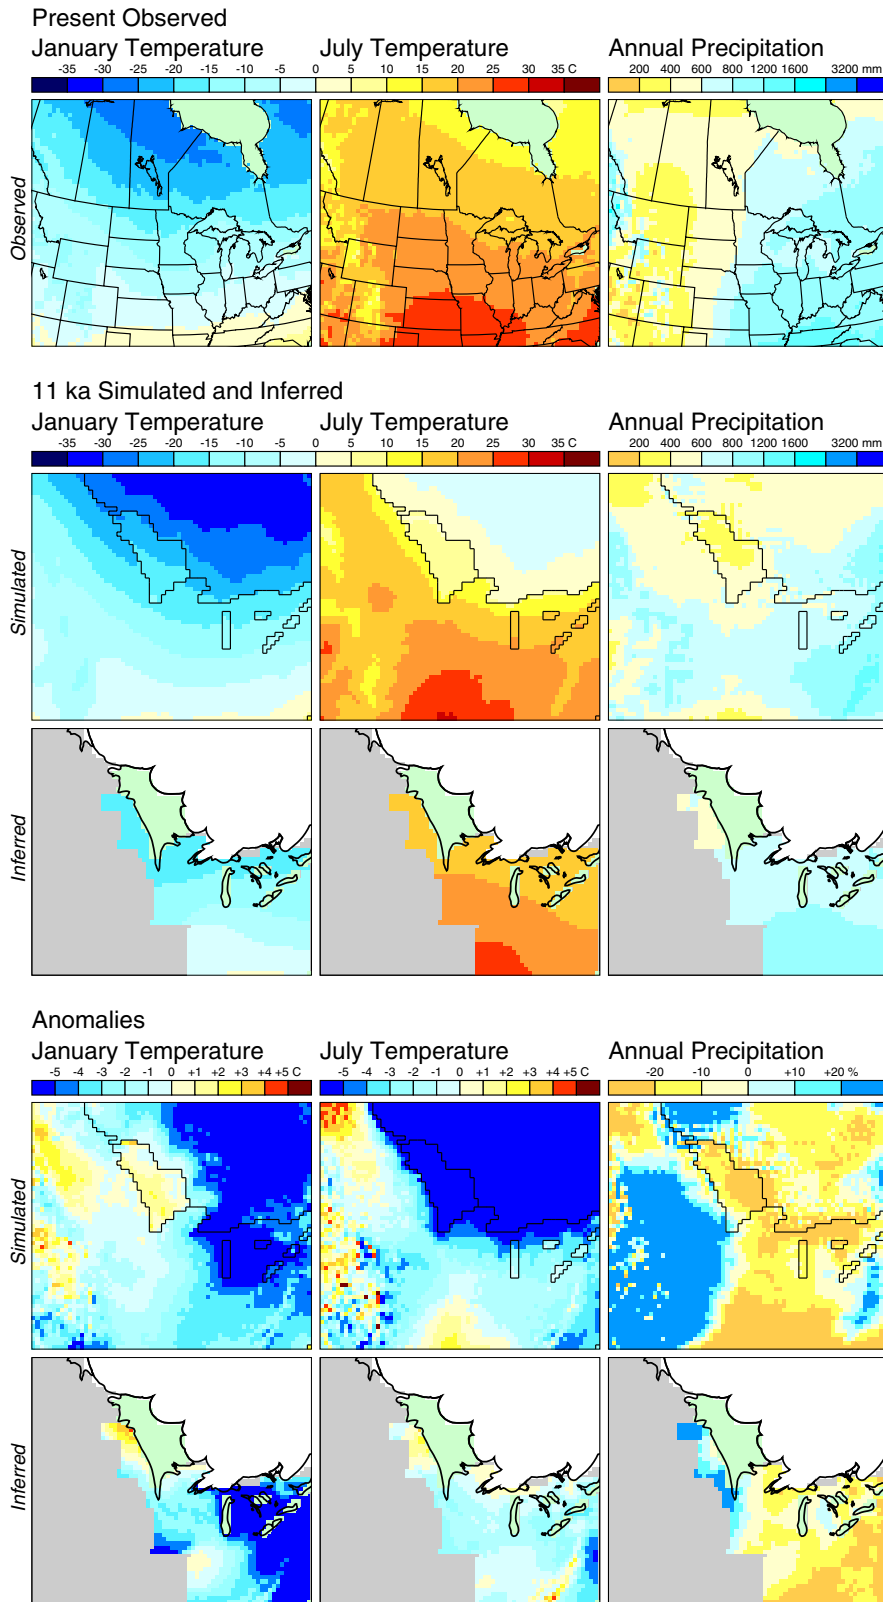 Present Observed
January Temperature July Temperature Annual Precipitation
-35 -30 -25 -20 -15 -10 -5 0 5 10 15 20 25 30 35 C 200 400 600 800 1200 1600 3200 mm
Observed
11 ka Simulated and Inferred
January Temperature July Temperature Annual Precipitation
-35 -30 -25 -20 -15 -10 -5 0 5 10 15 20 25 30 35 C 200 400 600 800 1200 1600 3200 mm
Simulated
Inferred
Anomalies
January Temperature July Temperature Annual Precipitation
-5 -4 -3 -2 -1 0 +1 +2 +3 +4 +5 C -5 -4 -3 -2 -1 0 +1 +2 +3 +4 +5 C -20 -10 0 +10 +20 %
Simulated
Inferred